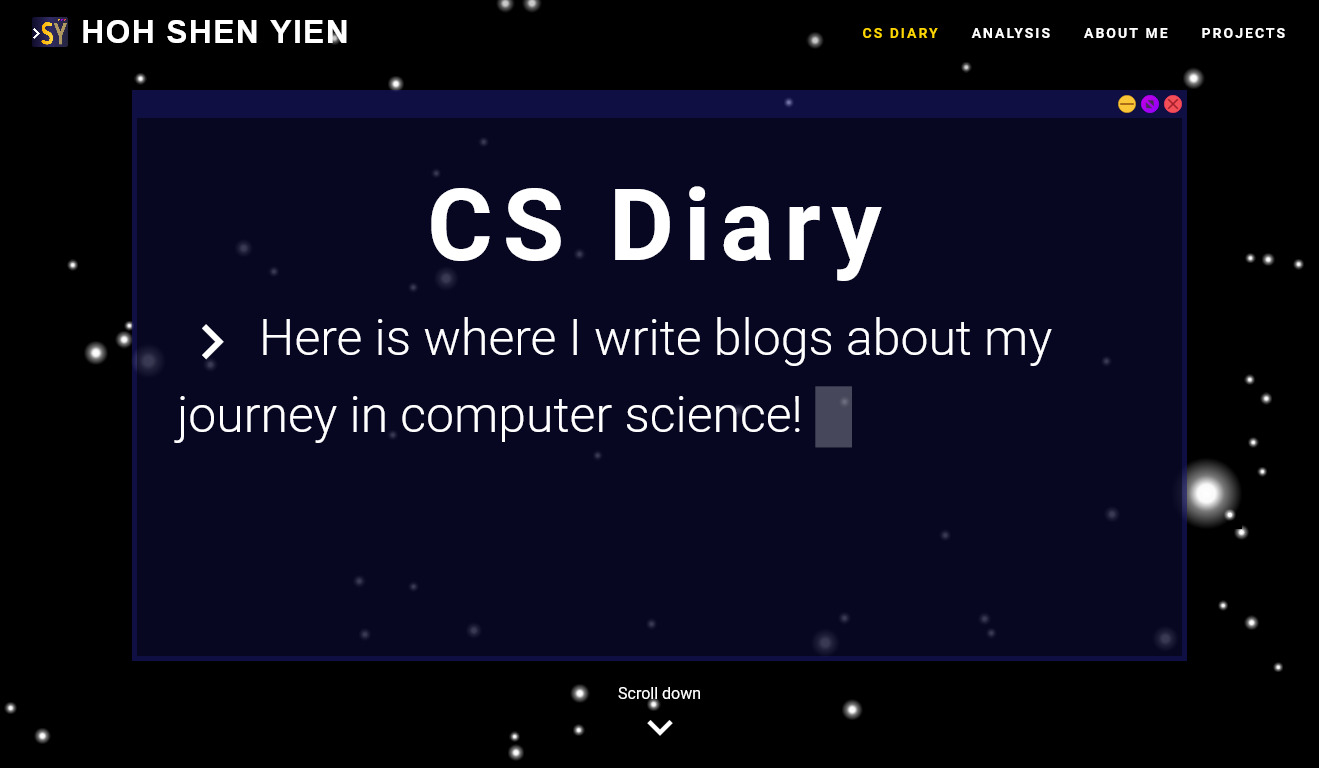 >SY HOH SHEN YIEN
CS DIARY ANALYSIS ABOUT ME PROJECTS
CS Diary
> Here is where I write blogs about my
journey in computer science!
Scroll down